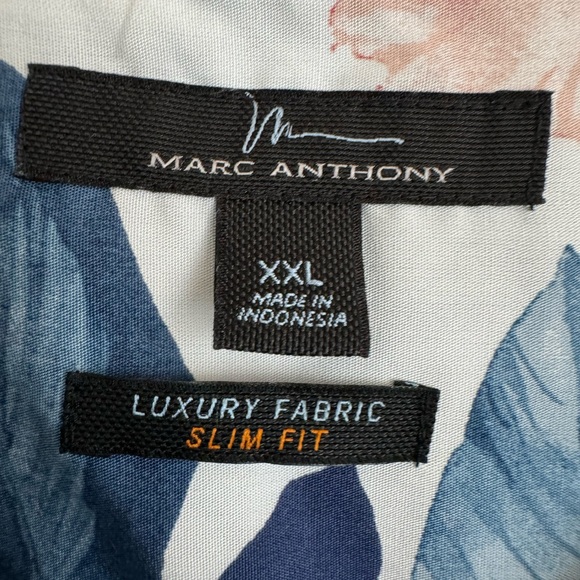 MARC ANTHONY
XXL
MADE IN
INDONESIA
LUXURY FABRIC
SLIM FIT